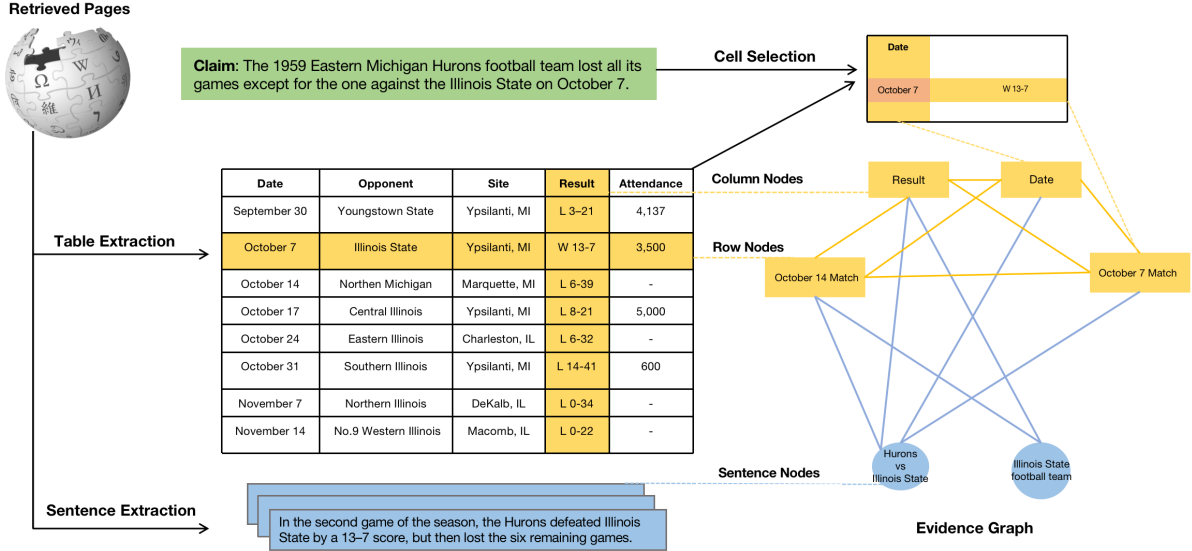 Retrieved Pages
Ω W И 維 7
Claim: The 1959 Eastern Michigan Hurons football team lost all its
games except for the one against the Illinois State on October 7.
Cell Selection
Date
October 7 W 13-7
Table Extraction
Date Opponent Site Result Attendance
September 30 Youngstown State Ypsilanti, MI L 3–21 4,137
October 7 Illinois State Ypsilanti, MI W 13-7 3,500
October 14 Northen Michigan Marquette, MI L 6-39 -
October 17 Central Illinois Ypsilanti, MI L 8-21 5,000
October 24 Eastern Illinois Charleston, IL L 6-32 -
October 31 Southern Illinois Ypsilanti, MI L 14-41 600
November 7 Northern Illinois DeKalb, IL L 0-34 -
November 14 No.9 Western Illinois Macomb, IL L 0-22 -
Column Nodes
Row Nodes
Result
Date
October 14 Match
October 7 Match
Sentence Nodes
Hurons
vs
Illinois State
Illinois State
football team
Evidence Graph
Sentence Extraction
In the second game of the season, the Hurons defeated Illinois
State by a 13–7 score, but then lost the six remaining games.